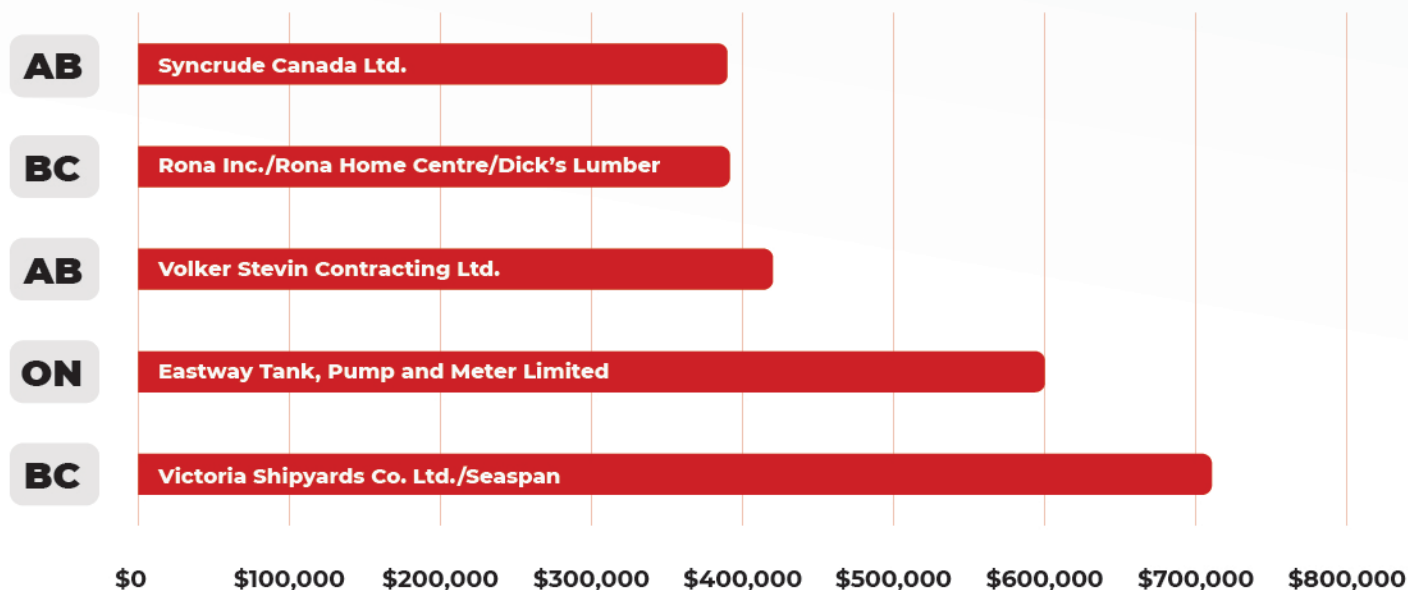 AB
Syncrude Canada Ltd.
BC
Rona Inc./Rona Home Centre/Dick’s Lumber
AB
Volker Stevin Contracting Ltd.
ON
Eastway Tank, Pump and Meter Limited
BC
Victoria Shipyards Co. Ltd./Seaspan
$0 $100,000 $200,000 $300,000 $400,000 $500,000 $600,000 $700,000 $800,000